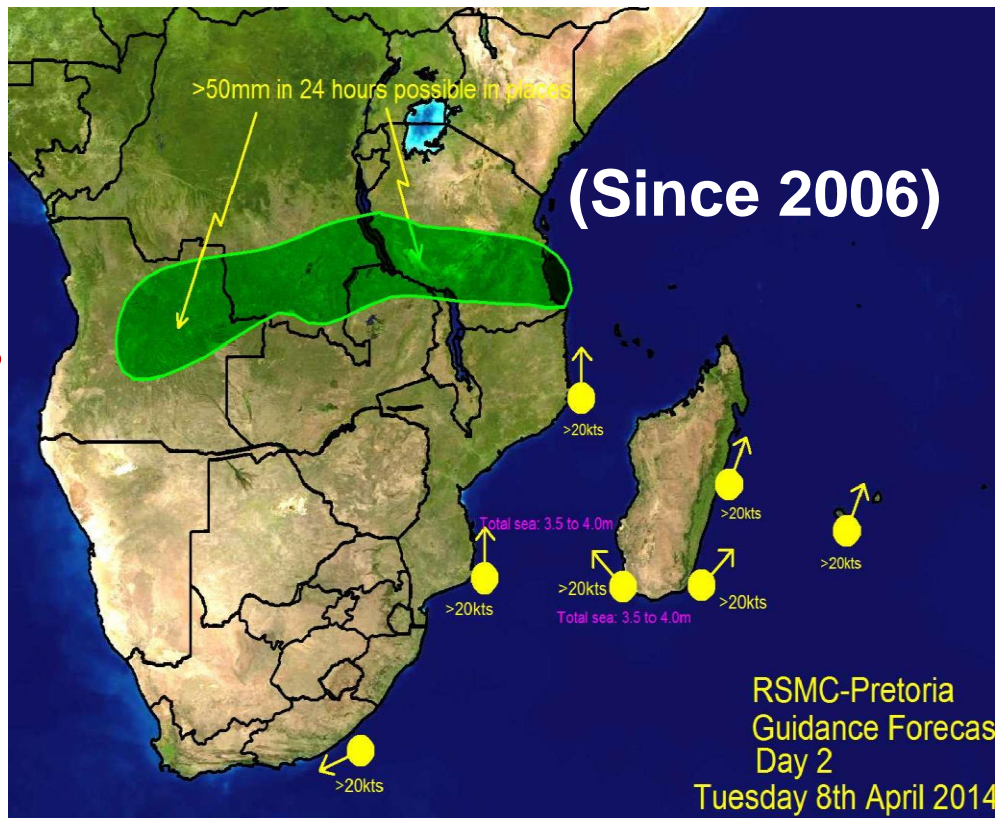 >50mm in 24 hours possible in places
(Since 2006)
>20kts
>20kts
Total sea: 3.5 to 4.0m
>20kts
>20kts
>20kts
>20kts
>20kts
Total sea: 3.5 to 4.0m
RSMC-Pretoria
Guidance Forecas
Day 2
Tuesday 8th April 2014
>20kts